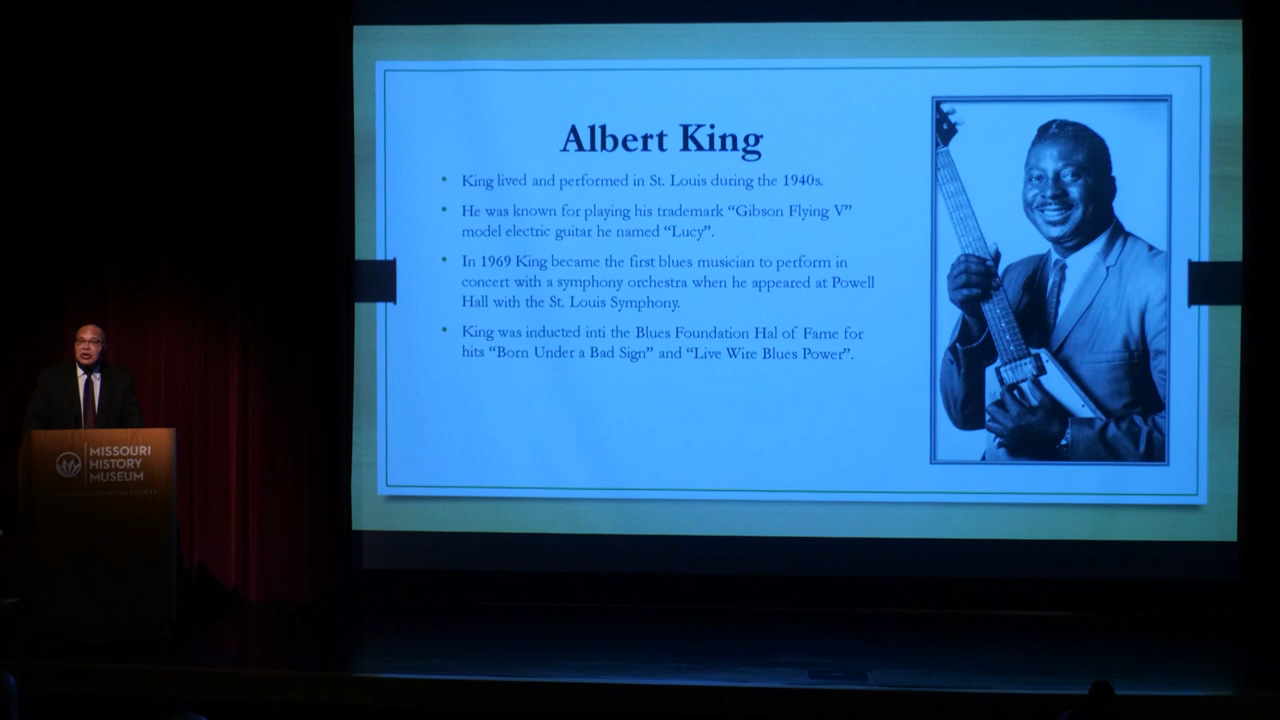 Albert King
• King lived and performed in St. Louis during the 1940s.
• He was known for playing his trademark “Gibson Flying V”
model electric guitar he named “Lucy”.
• In 1969 King became the first blues musician to perform in
concert with a symphony orchestra when he appeared at Powell
Hall with the St. Louis Symphony.
• King was inducted inti the Blues Foundation Hal of Fame for
hits “Born Under a Bad Sign” and “Live Wire Blues Power”.
MISSOURI
HISTORY
MUSEUM